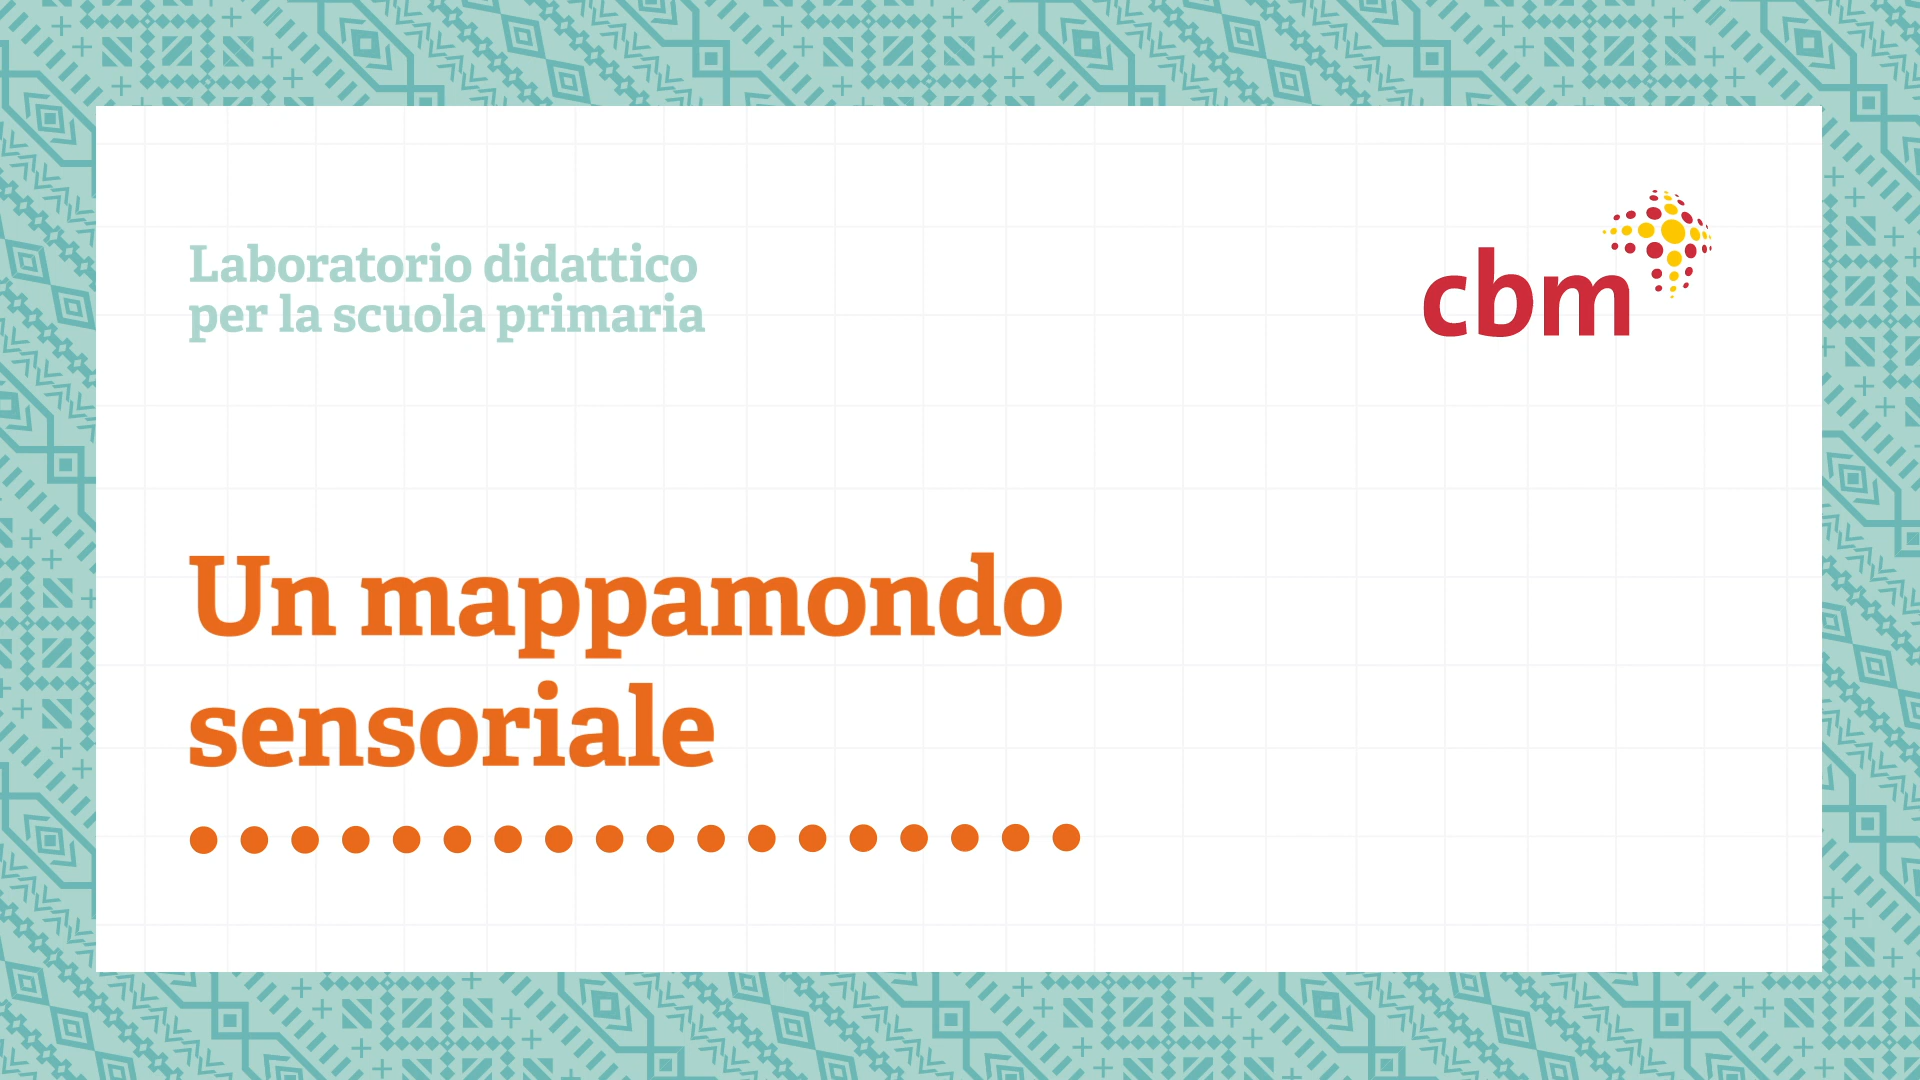 Laboratorio didattico
per la scuola primaria
cbm
Un mappamondo
sensoriale